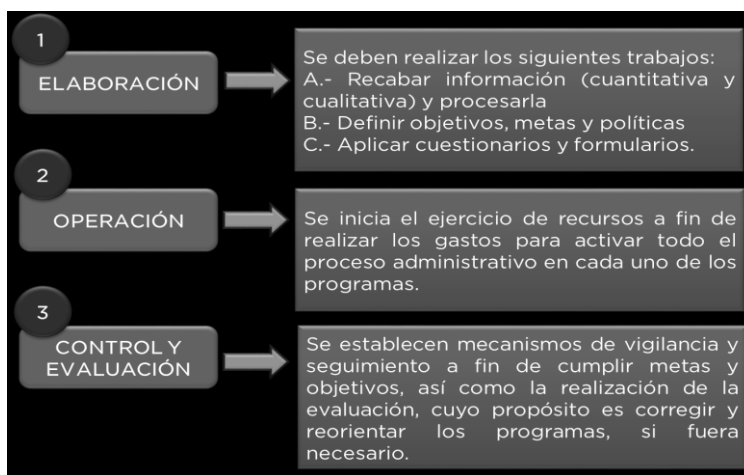 1
ELABORACIÓN
Se deben realizar los siguientes trabajos:
A.- Recabar información (cuantitativa y
cualitativa) y procesarla
B.- Definir objetivos, metas y políticas
C.- Aplicar cuestionarios y formularios.
2
OPERACIÓN
Se inicia el ejercicio de recursos a fin de
realizar los gastos para activar todo el
proceso administrativo en cada uno de los
programas.
3
CONTROL Y
EVALUACIÓN
Se establecen mecanismos de vigilancia y
seguimiento a fin de cumplir metas y
objetivos, así como la realización de la
evaluación, cuyo propósito es corregir y
reorientar los programas, si fuera
necesario.